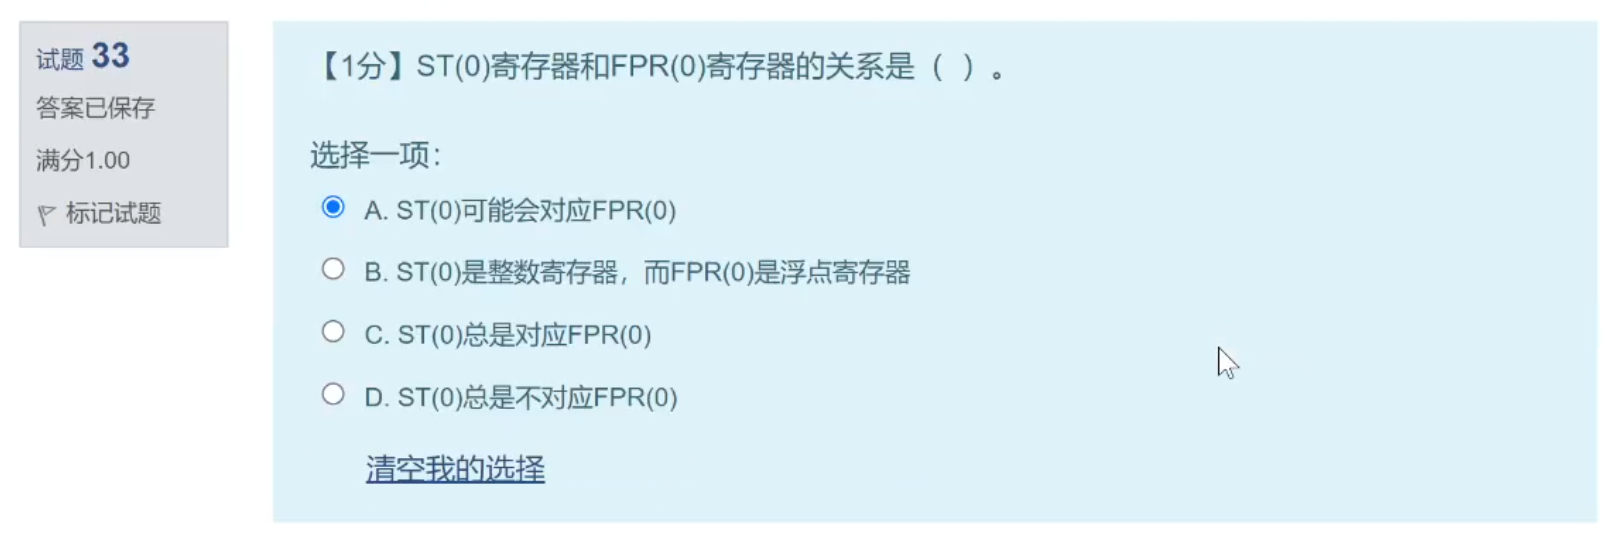 试题 33
答案已保存
满分1.00
标记试题
【1分】ST(0)寄存器和FPR(0)寄存器的关系是（ ）。
选择一项：
A. ST(0)可能会对应FPR(0)
B. ST(0)是整数寄存器，而FPR(0)是浮点寄存器
C. ST(0)总是对应FPR(0)
D. ST(0)总是不对应FPR(0)
清空我的选择